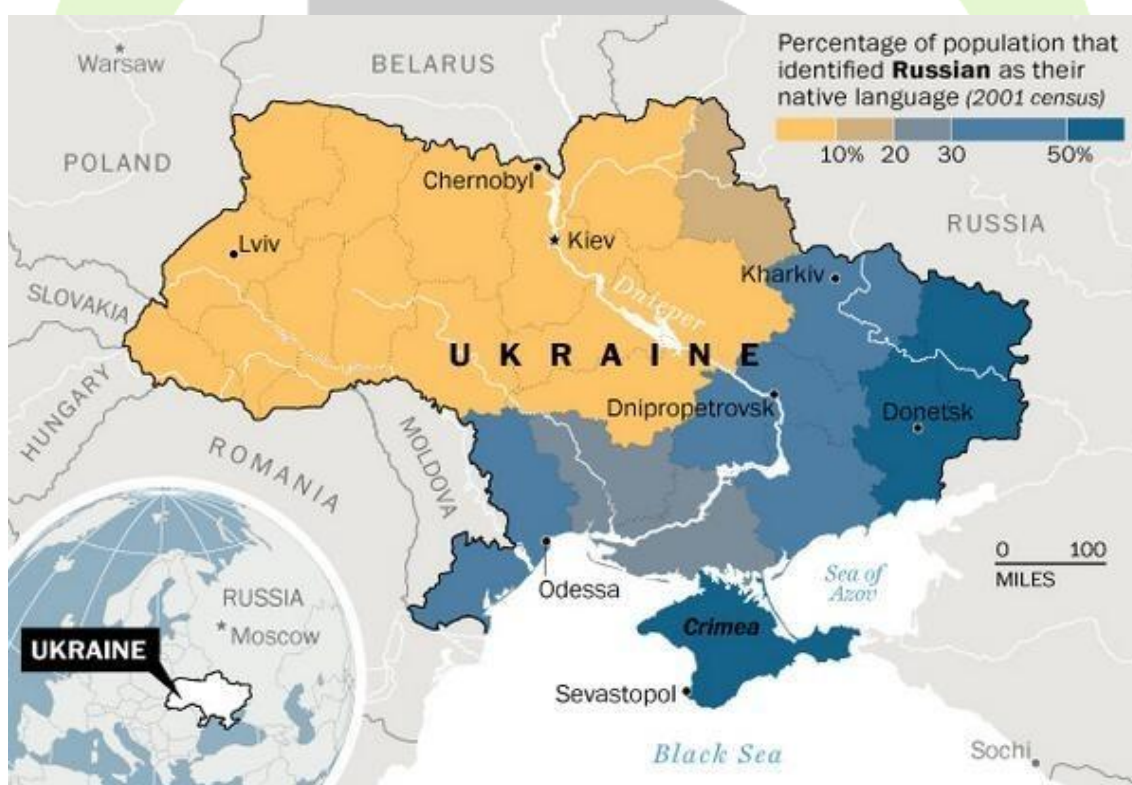 Percentage of population that
identified Russian as their
native language (2001 census)
10% 20 30 50%
Warsaw
BELARUS
POLAND
Chernobyl
RUSSIA
Lviv
Kiev
Kharkiv
SLOVAKIA
Dnieper
UKRAINE
HUNGARY
Dnipropetrovsk
Donetsk
MOLDOVA
ROMANIA
0 100
MILES
Odessa
Sea of
Azov
RUSSIA
Moscow
Crimea
UKRAINE
Sevastopol
Black Sea
Sochi